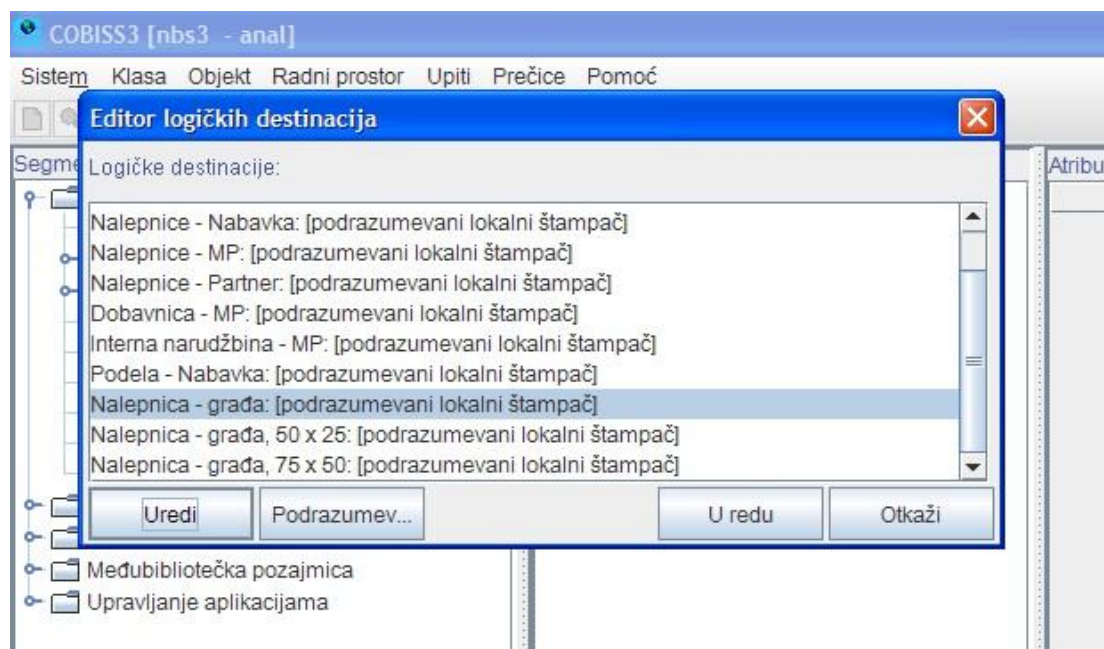 COBISS3 [nbs3 - anal]
Sistem Klasa Objekt Radni prostor Upiti Prečice Pomoć
Editor logičkih destinacija
Segme
Logičke destinacije:
Atribu
Nalepnice - Nabavka: [podrazumevani lokalni štampač]
Nalepnice - MP: [podrazumevani lokalni štampač]
Nalepnice - Partner: [podrazumevani lokalni štampač]
Dobavnica - MP: [podrazumevani lokalni štampač]
Interna narudžbina - MP: [podrazumevani lokalni štampač]
Podela - Nabavka: [podrazumevani lokalni štampač]
Nalepnica - građa: [podrazumevani lokalni štampač]
Nalepnica - građa, 50 x 25: [podrazumevani lokalni štampač]
Nalepnica - građa, 75 x 50: [podrazumevani lokalni štampač]
Uredi Podrazumev... U redu Otkaži
Međubibliotečka pozajmica
Upravljanje aplikacijama